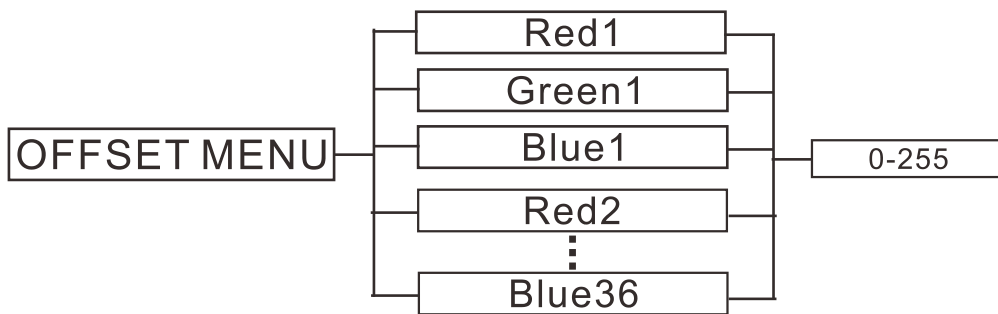 OFFSET MENU
Red1
Green1
Blue1
Red2
Blue36
0-255